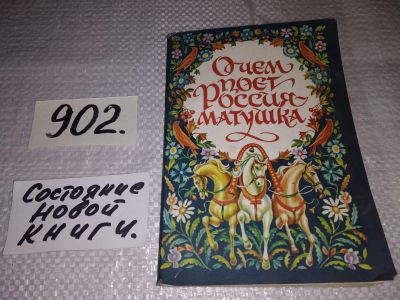 902.
Состояние
новой
книги.
О чем
поет
Россия-
матушка